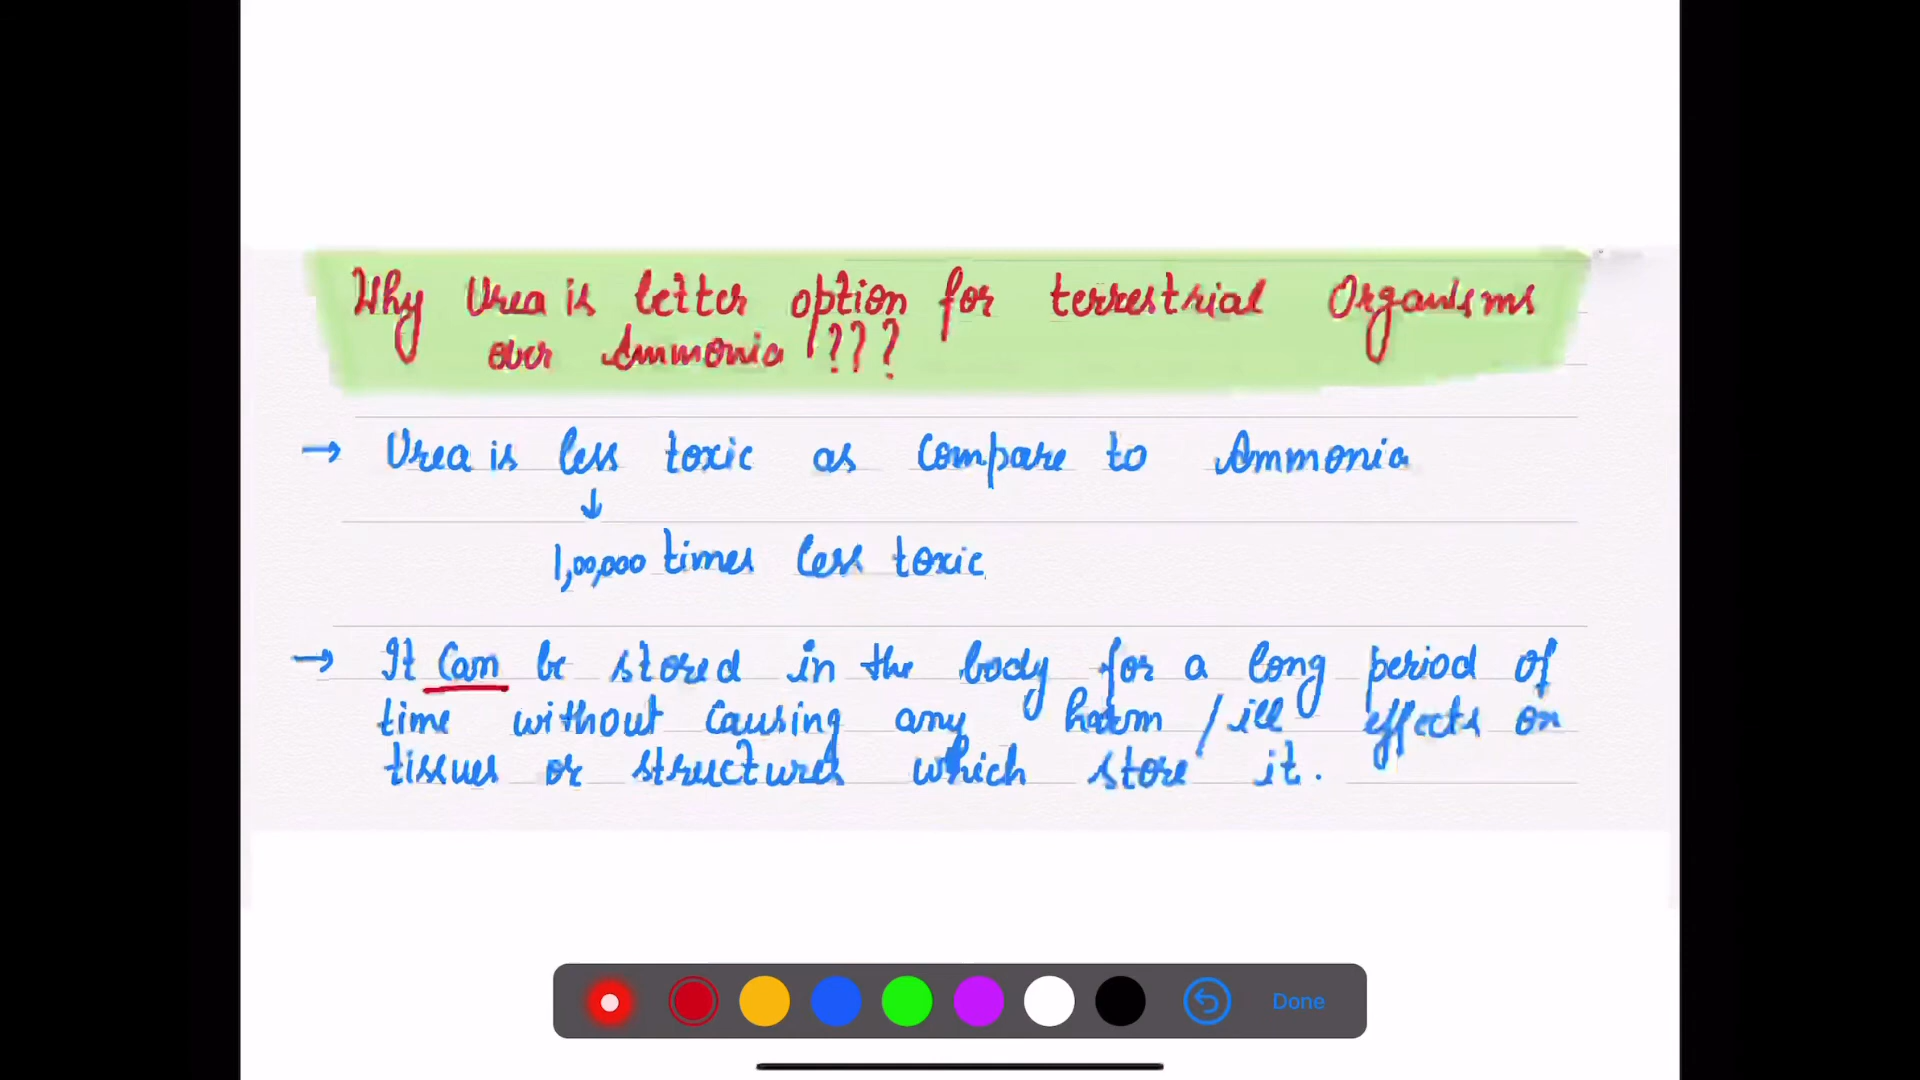 Why Urea is better option for terrestrial Organisms
over Ammonia ???
→ Urea is less toxic as compare to Ammonia
↓
1,00,000 times less toxic
→ It can be stored in the body for a long period of
time without causing any harm / ill effects on
tissues or structures which store it.
Done